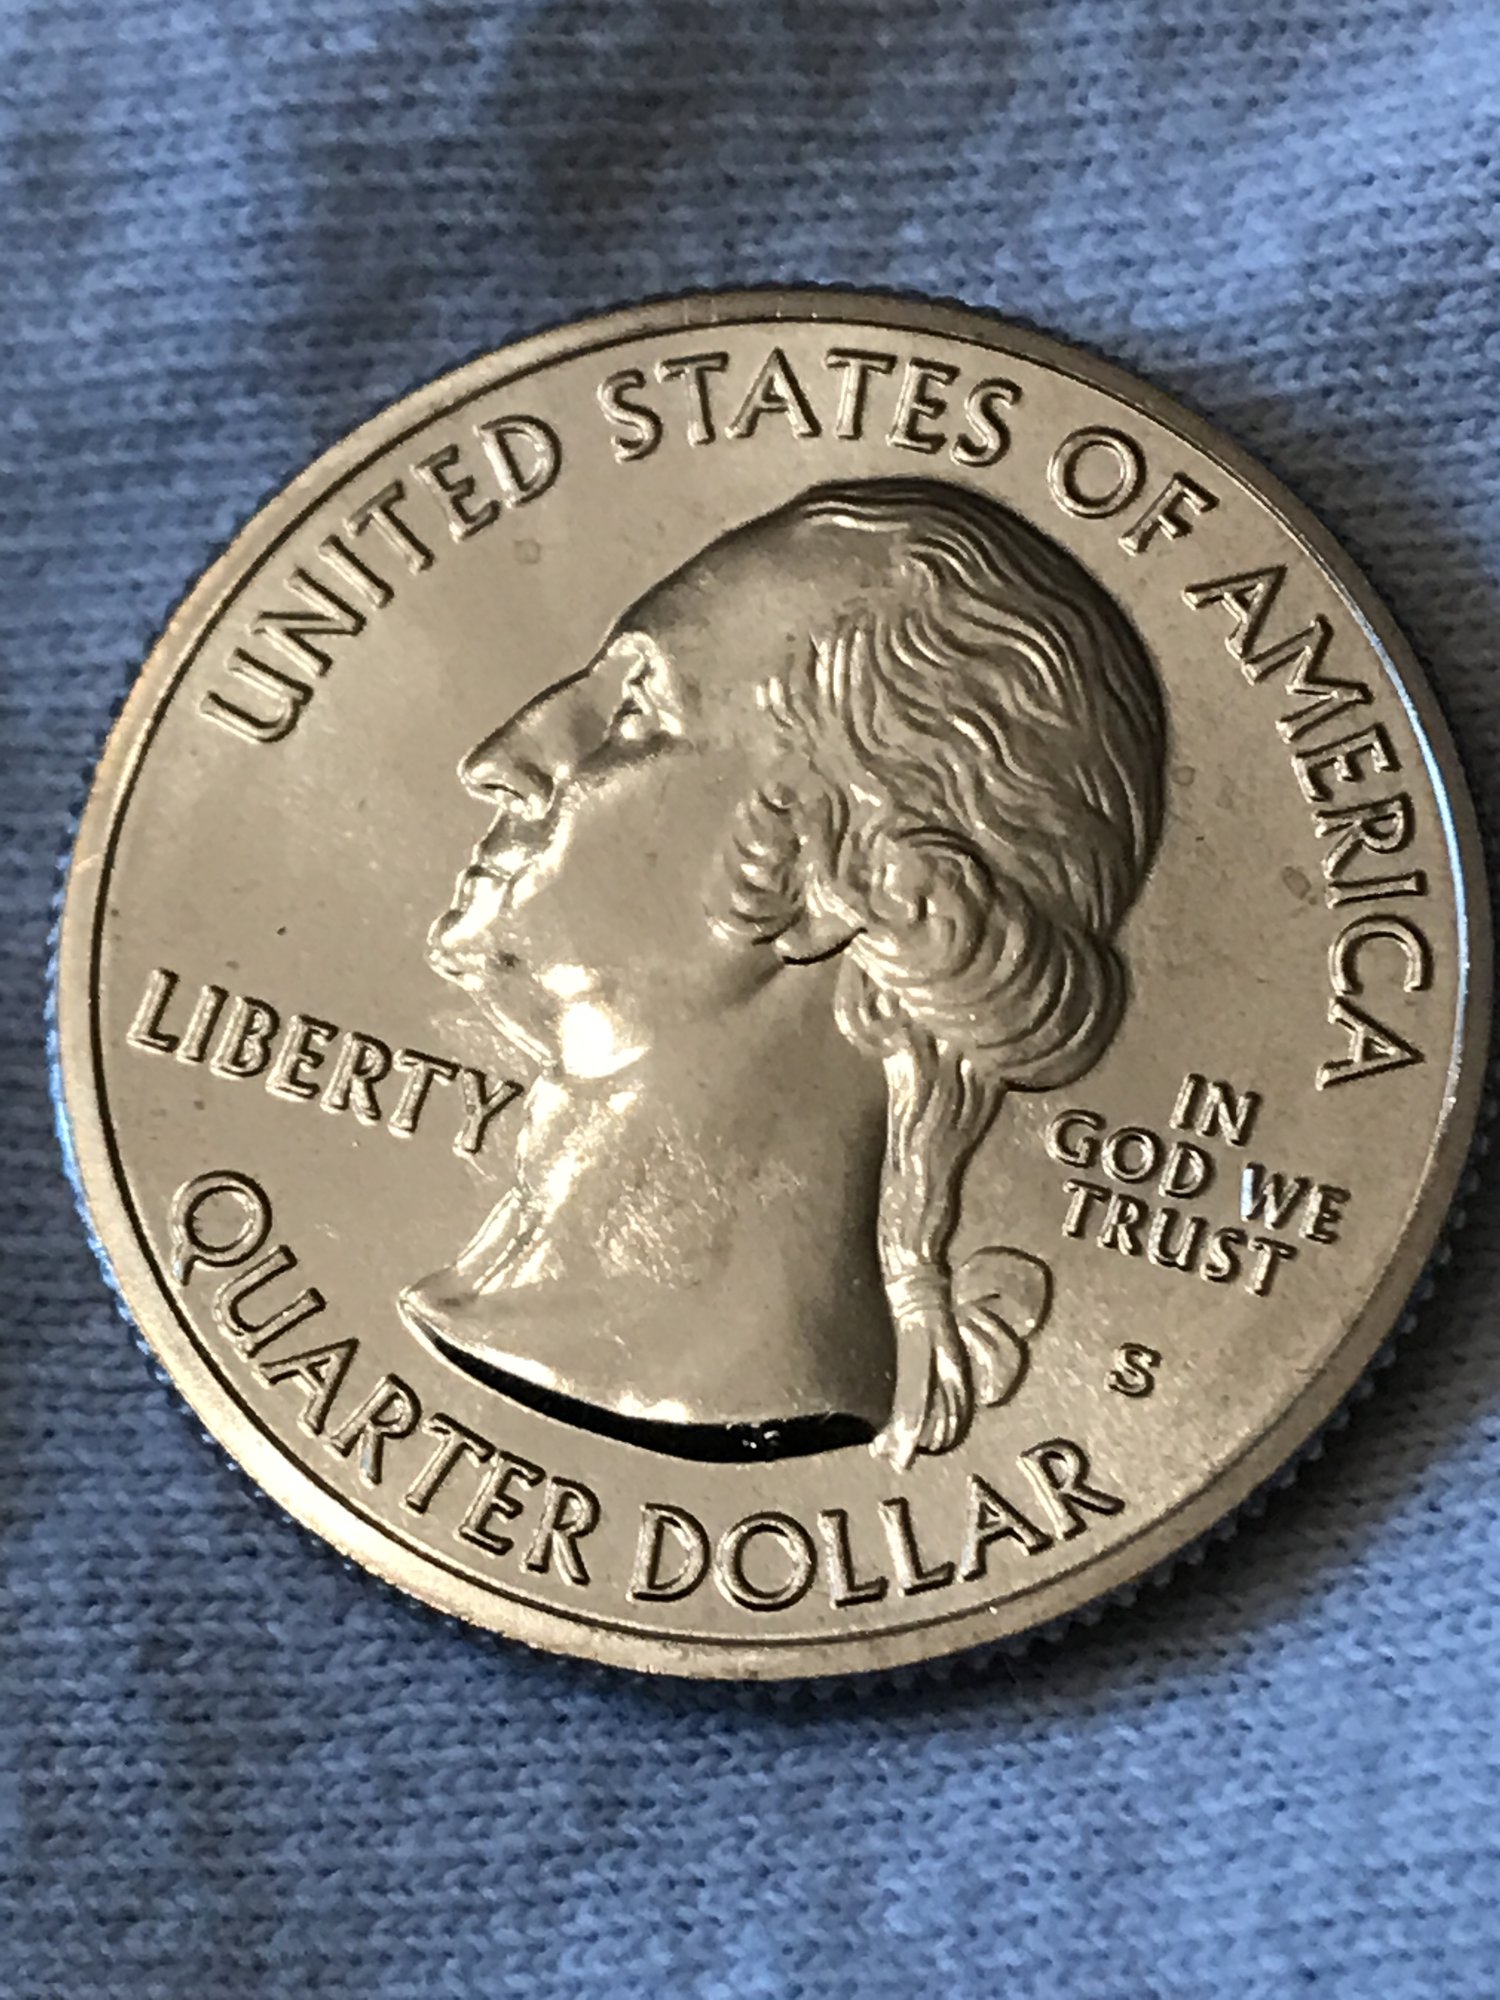 UNITED STATES OF AMERICA
LIBERTY
IN
GOD WE
TRUST
S
QUARTER DOLLAR